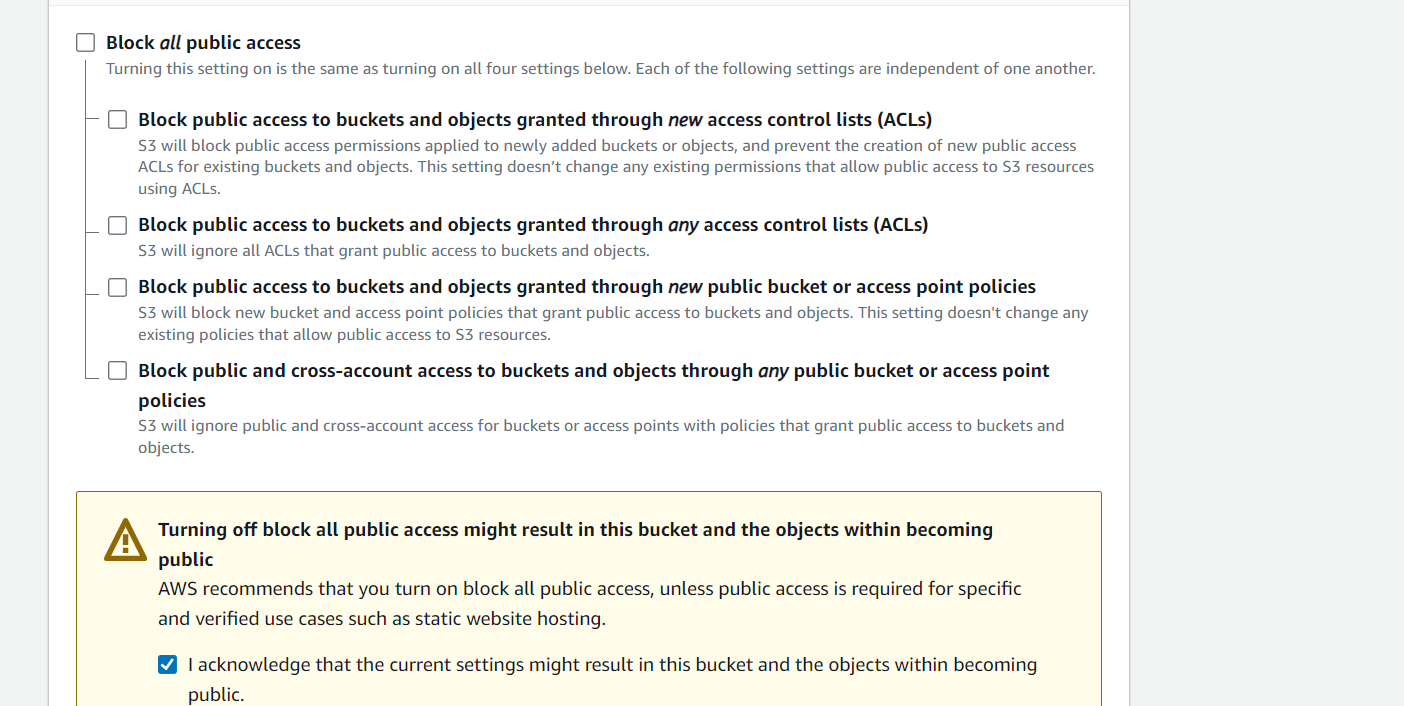 Block all public access
Turning this setting on is the same as turning on all four settings below. Each of the following settings are independent of one another.
Block public access to buckets and objects granted through new access control lists (ACLs)
S3 will block public access permissions applied to newly added buckets or objects, and prevent the creation of new public access
ACLs for existing buckets and objects. This setting doesn’t change any existing permissions that allow public access to S3 resources
using ACLs.
Block public access to buckets and objects granted through any access control lists (ACLs)
S3 will ignore all ACLs that grant public access to buckets and objects.
Block public access to buckets and objects granted through new public bucket or access point policies
S3 will block new bucket and access point policies that grant public access to buckets and objects. This setting doesn't change any
existing policies that allow public access to S3 resources.
Block public and cross-account access to buckets and objects through any public bucket or access point
policies
S3 will ignore public and cross-account access for buckets or access points with policies that grant public access to buckets and
objects.
Turning off block all public access might result in this bucket and the objects within becoming
public
AWS recommends that you turn on block all public access, unless public access is required for specific
and verified use cases such as static website hosting.
I acknowledge that the current settings might result in this bucket and the objects within becoming
public.